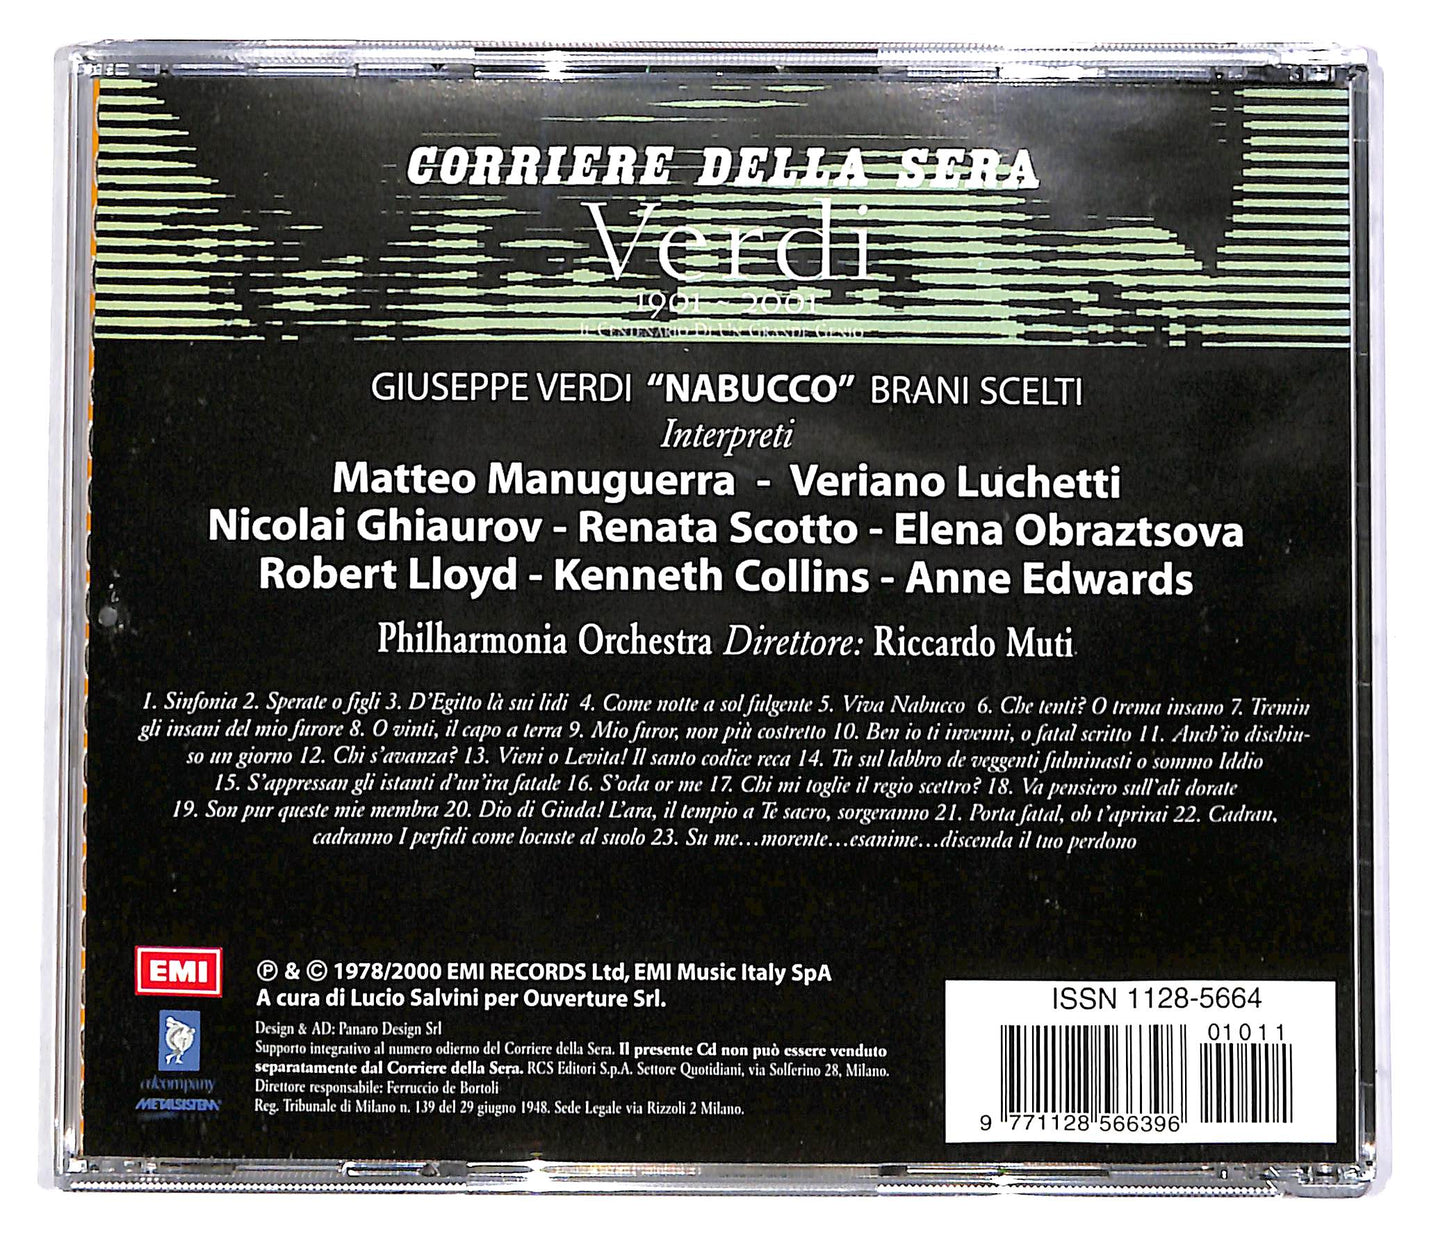 CORRIERE DELLA SERA
Verdi
1901 ~ 2001
Il Centenario Di Un Grande Genio
GIUSEPPE VERDI “NABUCCO” BRANI SCELTI
Interpreti
Matteo Manuguerra - Veriano Luchetti
Nicolai Ghiaurov - Renata Scotto - Elena Obraztsova
Robert Lloyd - Kenneth Collins - Anne Edwards
Philharmonia Orchestra Direttore: Riccardo Muti
1. Sinfonia 2. Sperate o figli 3. D'Egitto là sui lidi 4. Come notte a sol fulgente 5. Viva Nabucco 6. Che tenti? O trema insano 7. Tremin
gli insani del mio furore 8. O vinti, il capo a terra 9. Mio furor, non più costretto 10. Ben io ti invenni, o fatal scritto 11. Anch'io dischiu-
so un giorno 12. Chi s'avanza? 13. Vieni o Levita! Il santo codice reca 14. Tu sul labbro de veggenti fulminasti o sommo Iddio
15. S'appressan gli istanti d'un'ira fatale 16. S'oda or me 17. Chi mi toglie il regio scettro? 18. Va pensiero sull'ali dorate
19. Son pur queste mie membra 20. Dio di Giuda! L'ara, il tempio a Te sacro, sorgeranno 21. Porta fatal, oh t'aprirai 22. Cadran,
cadranno I perfidi come locuste al suolo 23. Su me...morente...esanime...discenda il tuo perdono
EMI
℗ & © 1978/2000 EMI RECORDS Ltd, EMI Music Italy SpA
A cura di Lucio Salvini per Ouverture Srl.
Design & AD: Panaro Design Srl
Supporto integrativo al numero odierno del Corriere della Sera. Il presente Cd non può essere venduto
separatamente dal Corriere della Sera. RCS Editori S.p.A. Settore Quotidiani, via Solferino 28, Milano.
Direttore responsabile: Ferruccio de Bortoli
Reg. Tribunale di Milano n. 139 del 29 giugno 1948. Sede Legale via Rizzoli 2 Milano.
cdcompany
METALSISTEM
ISSN 1128-5664
01011
9 771128 566396